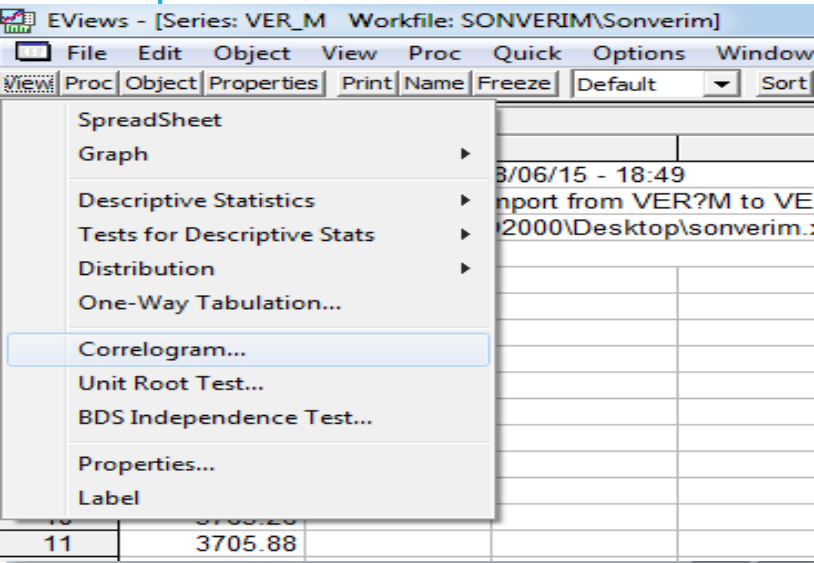 EViews - [Series: VER_M Workfile: SONVERIM\Sonverim]
File Edit Object View Proc Quick Options Window
View Proc Object Properties Print Name Freeze Default Sort
SpreadSheet
Graph
8/06/15 - 18:49
mport from VER?M to VE
Descriptive Statistics
2000\Desktop\sonverim.x
Tests for Descriptive Stats
Distribution
One-Way Tabulation...
Correlogram...
Unit Root Test...
BDS Independence Test...
Properties...
Label
11 3705.88